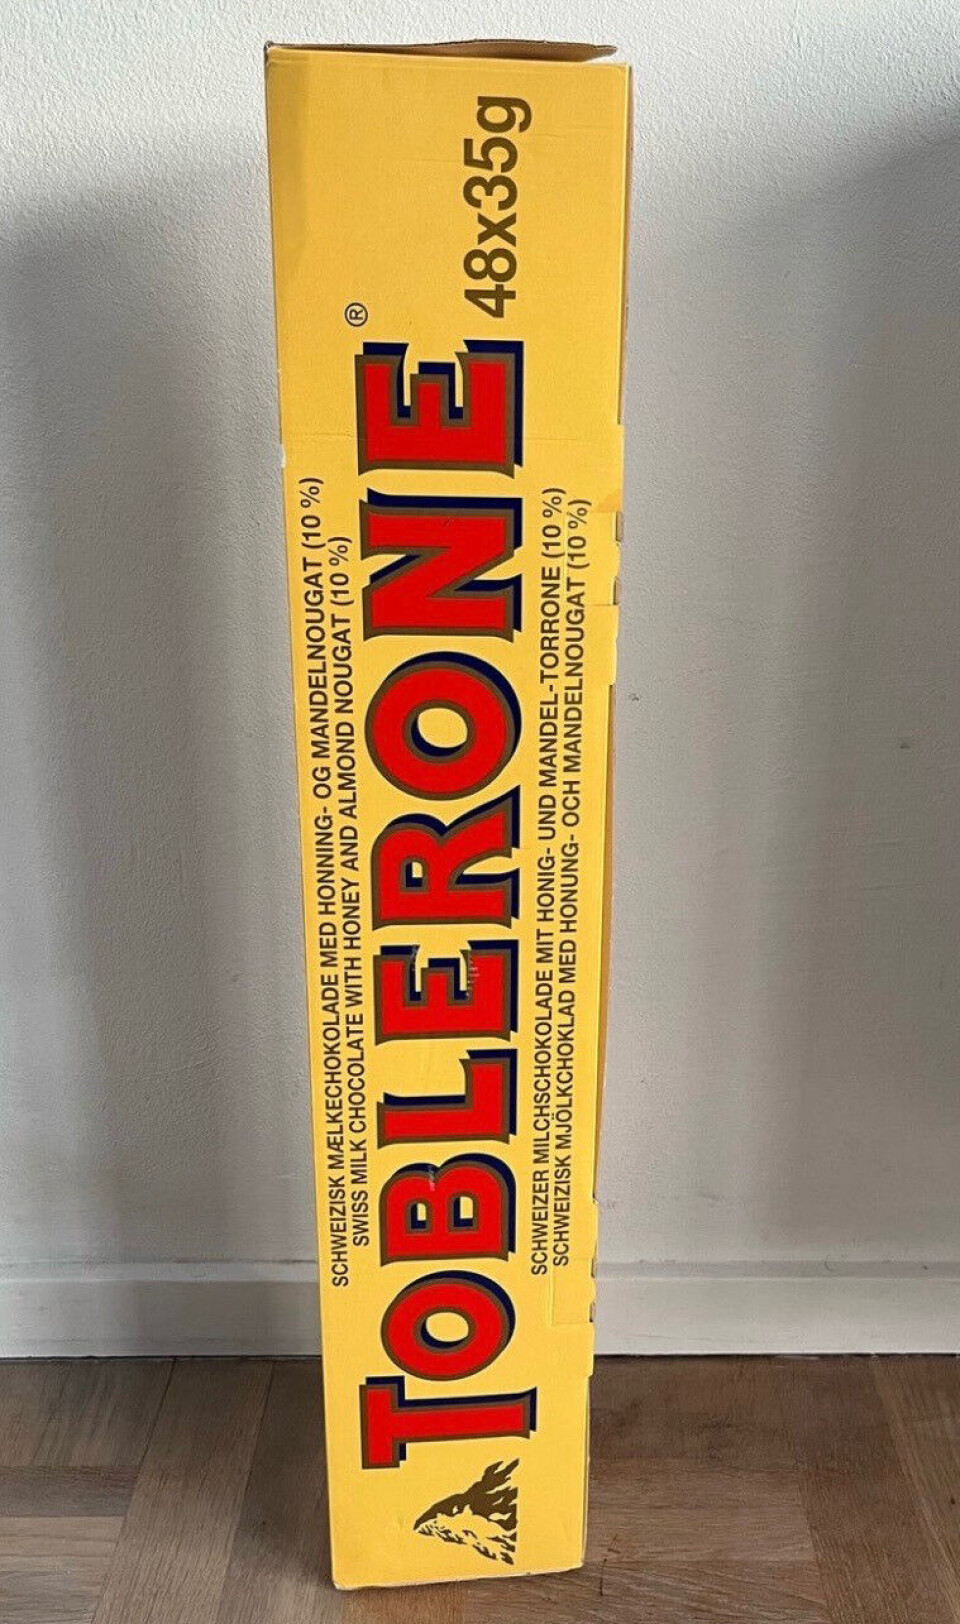 SCHWEIZISK MÆLKECHOKOLADE MED HONNING- OG MANDELNOUGAT (10 %)
SWISS MILK CHOCOLATE WITH HONEY AND ALMOND NOUGAT (10 %)
TOBLERONE®
48x35g
SCHWEIZER MILCHSCHOKOLADE MIT HONIG- UND MANDEL-TORRONE (10 %)
SCHWEIZISK MJÖLKCHOKLAD MED HONUNG- OCH MANDELNOUGAT (10 %)